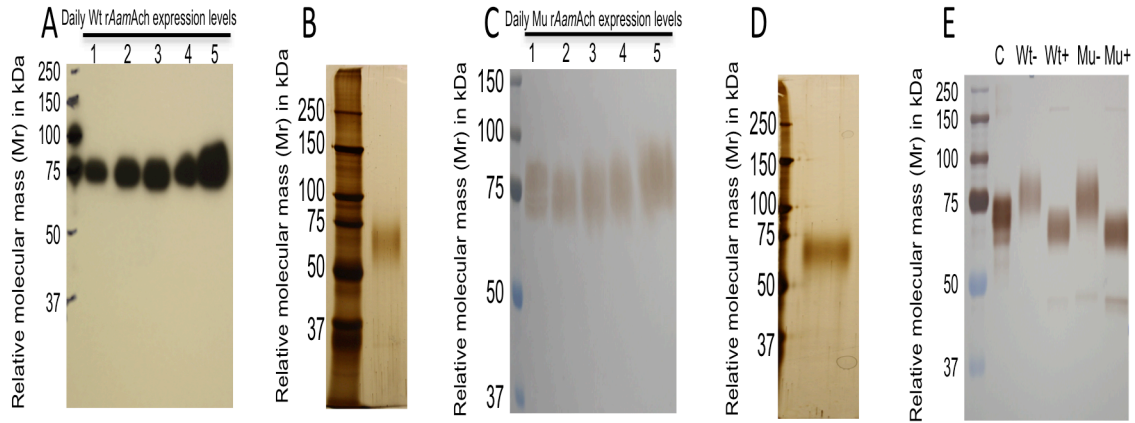 A
Daily Wt rAamAch expression levels
1 2 3 4 5
Relative molecular mass (Mr) in kDa
250
150
100
75
50
37
B
Relative molecular mass (Mr) in kDa
250
150
100
75
50
37
C
Daily Mu rAamAch expression levels
1 2 3 4 5
Relative molecular mass (Mr) in kDa
150
100
75
50
37
D
Relative molecular mass (Mr) in kDa
250
150
100
75
50
37
E
C Wt- Wt+ Mu- Mu+
Relative molecular mass (Mr) in kDa
250
150
100
75
50
37